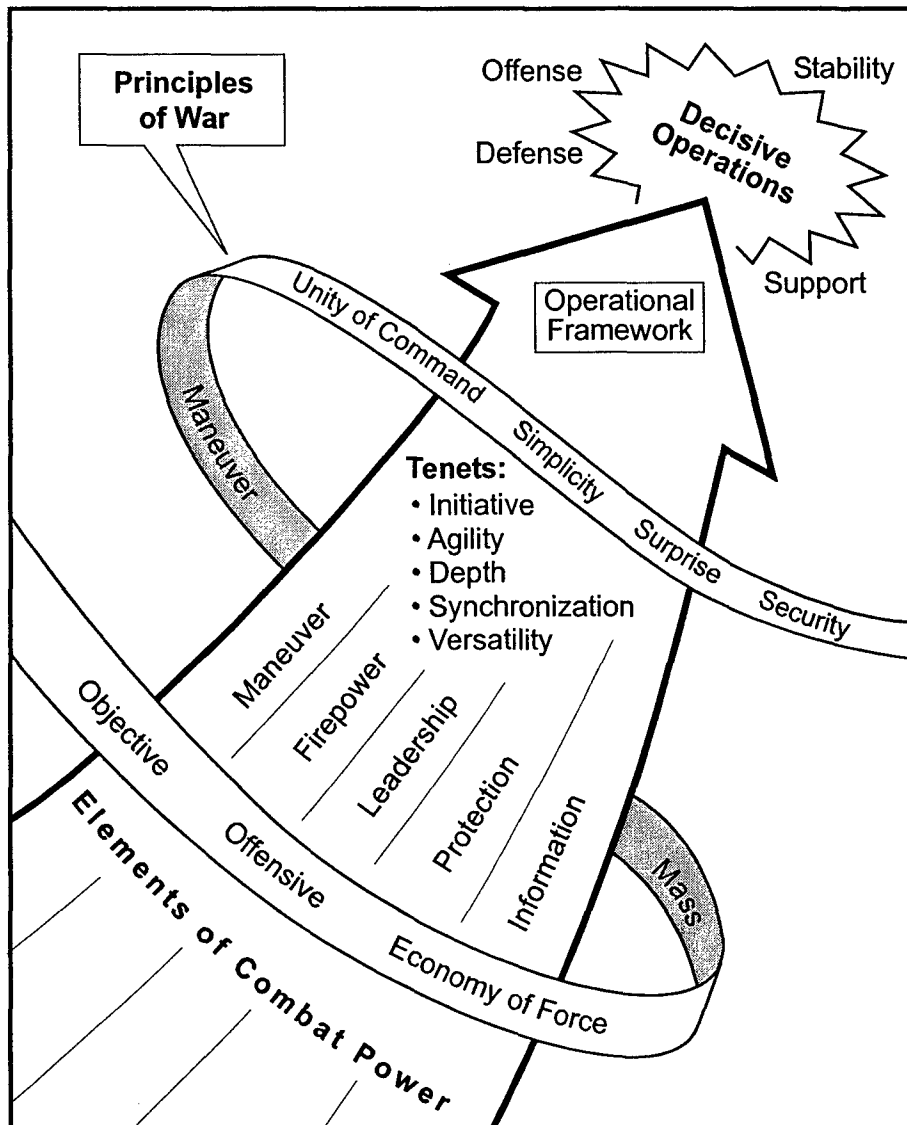 Principles
of War
Offense
Stability
Decisive
Operations
Defense
Support
Operational
Framework
Unity of Command
Simplicity
Surprise
Security
Maneuver
Tenets:
• Initiative
• Agility
• Depth
• Synchronization
• Versatility
Maneuver
Firepower
Leadership
Protection
Information
Objective
Offensive
Economy of Force
Mass
Elements of Combat Power